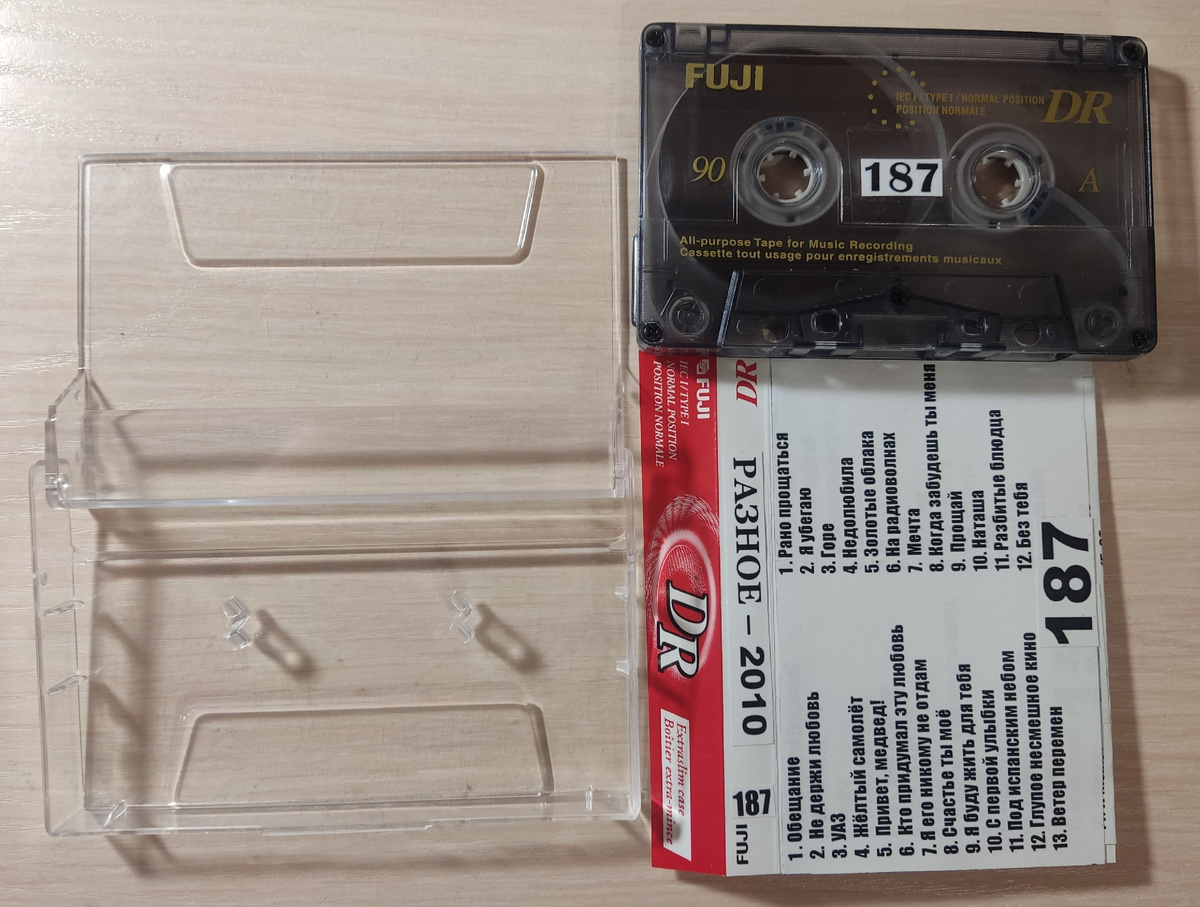 FUJI
IEC I / TYPE I / NORMAL POSITION
POSITION NORMALE
DR
90
187
A
All-purpose Tape for Music Recording
Cassette tout usage pour enregistrements musicaux
FUJI
IEC I / TYPE I
NORMAL POSITION
POSITION NORMALE
DR
Extraslim case
Boîtier extra-mince
DR
РАЗНОЕ – 2010
187
FUJI
1. Обещание
2. Не держи любовь
3. УАЗ
4. Жёлтый самолёт
5. Привет, медвед!
6. Кто придумал эту любовь
7. Я его никому не отдам
8. Счастье ты моё
9. Я буду жить для тебя
10. С первой улыбки
11. Под испанским небом
12. Глупое несмешное кино
13. Ветер перемен
1. Рано прощаться
2. Я убегаю
3. Горе
4. Недолюбила
5. Золотые облака
6. На радиоволнах
7. Мечта
8. Когда забудешь ты меня
9. Прощай
10. Наташа
11. Разбитые блюдца
12. Без тебя
187